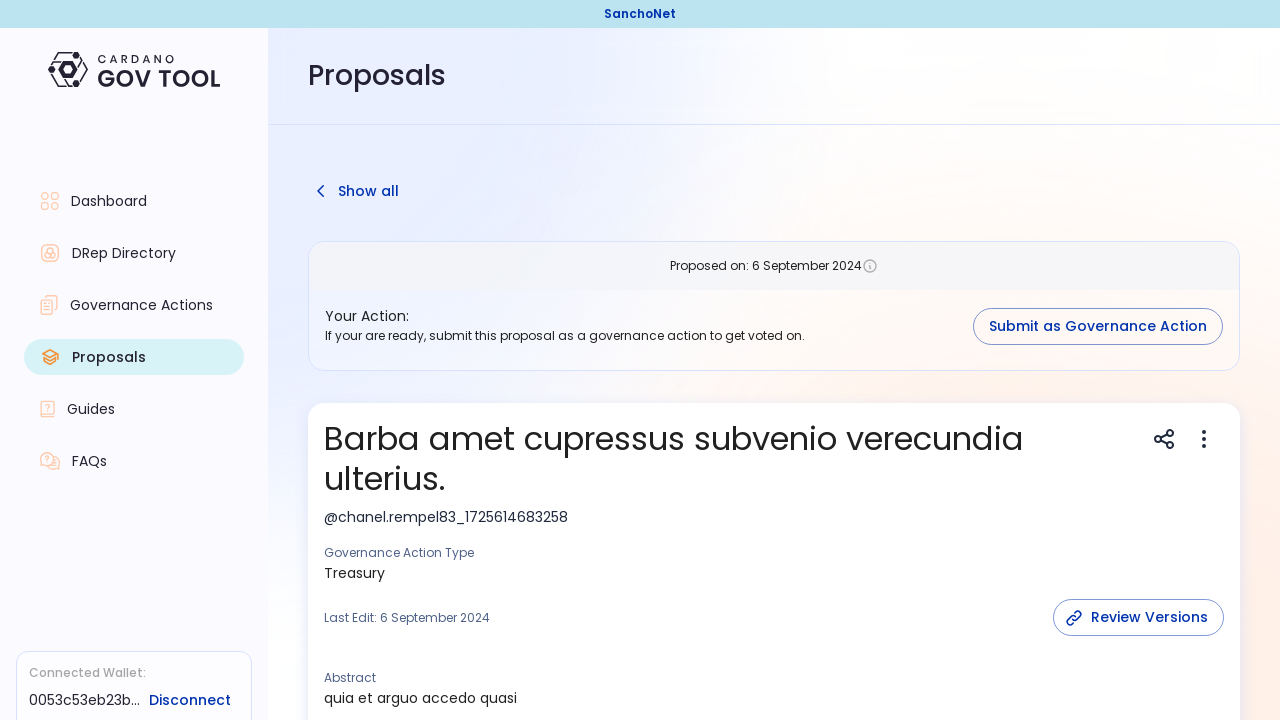 SanchoNet
CARDANO
GOV TOOL
Proposals
Dashboard
DRep Directory
Governance Actions
Proposals
Guides
FAQs
Connected Wallet:
0053c53eb23b... Disconnect
Show all
Proposed on: 6 September 2024
Your Action:
If your are ready, submit this proposal as a governance action to get voted on.
Submit as Governance Action
Barba amet cupressus subvenio verecundia
ulterius.
@chanel.rempel83_1725614683258
Governance Action Type
Treasury
Last Edit: 6 September 2024
Review Versions
Abstract
quia et arguo accedo quasi